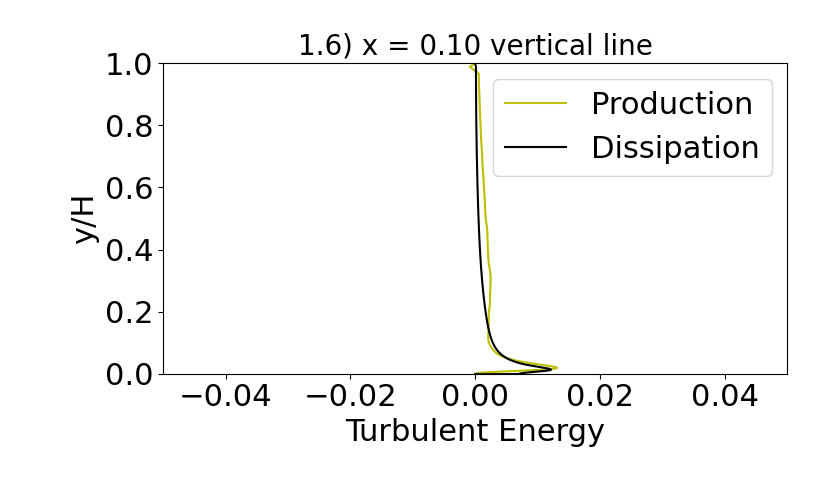 1.6) x = 0.10 vertical line
1.0
0.8
0.6
0.4
0.2
0.0
y/H
Production
Dissipation
−0.04 −0.02 0.00 0.02 0.04
Turbulent Energy